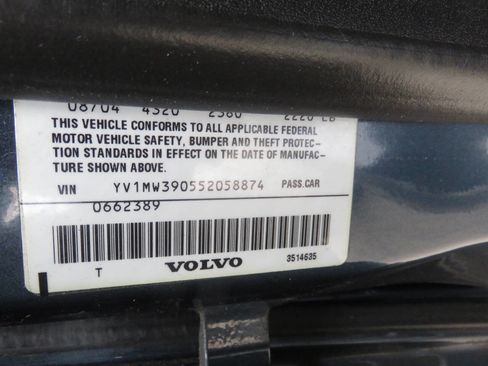 08/04 4320 2360 2220 LB
THIS VEHICLE CONFORMS TO ALL APPLICABLE FEDERAL
MOTOR VEHICLE SAFETY, BUMPER AND THEFT PROTEC-
TION STANDARDS IN EFFECT ON THE DATE OF MANUFAC-
TURE SHOWN ABOVE.
VIN YV1MW390552058874 PASS.CAR
0662389
T VOLVO 3514635